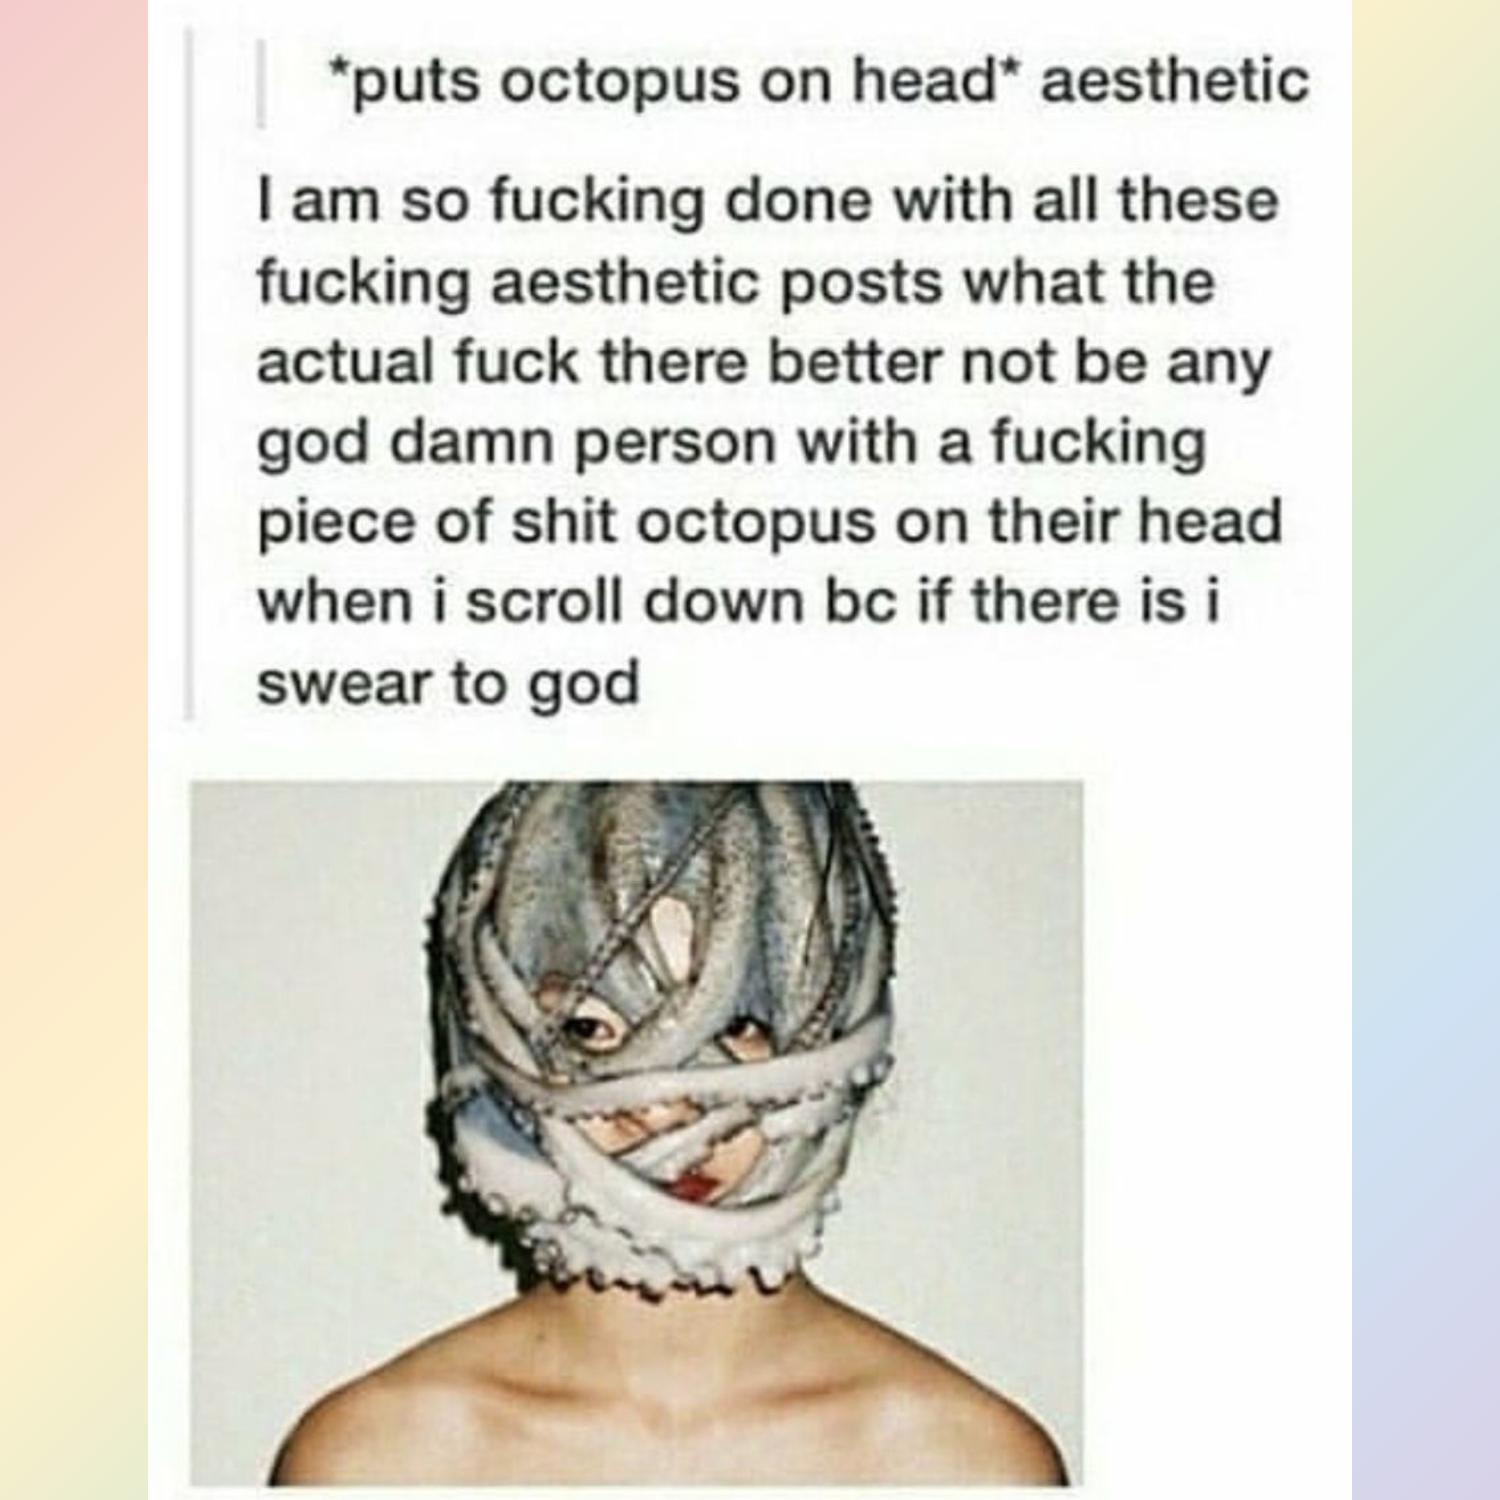 *puts octopus on head* aesthetic
I am so fucking done with all these
fucking aesthetic posts what the
actual fuck there better not be any
god damn person with a fucking
piece of shit octopus on their head
when i scroll down bc if there is i
swear to god